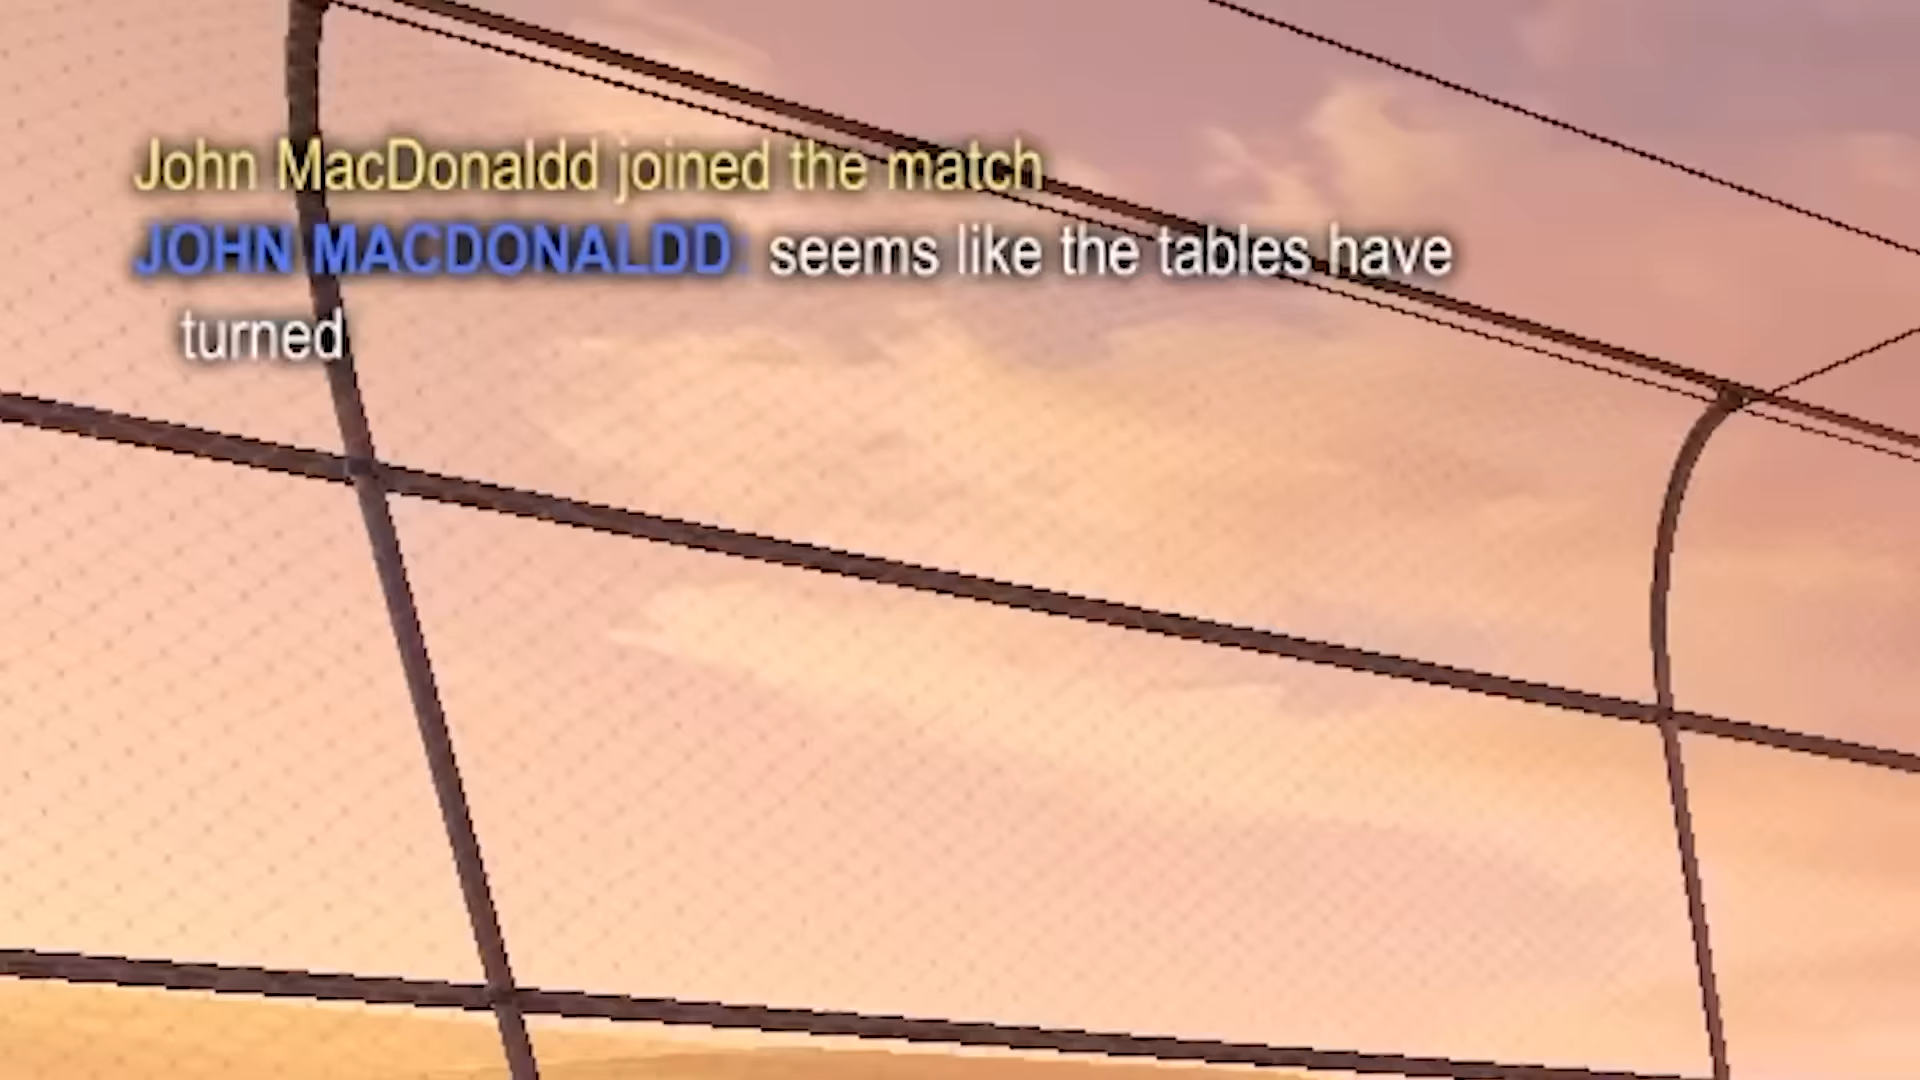 John MacDonaldd joined the match
JOHN MACDONALDD: seems like the tables have
turned